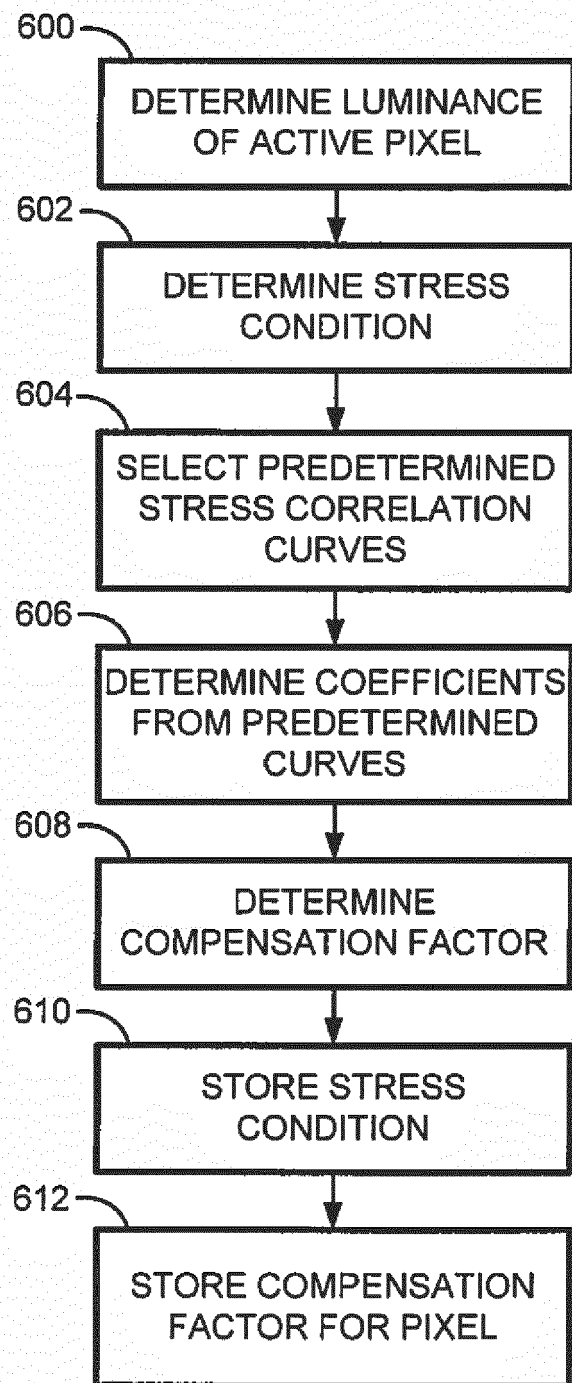 600
DETERMINE LUMINANCE
OF ACTIVE PIXEL
602
DETERMINE STRESS
CONDITION
604
SELECT PREDETERMINED
STRESS CORRELATION
CURVES
606
DETERMINE COEFFICIENTS
FROM PREDETERMINED
CURVES
608
DETERMINE
COMPENSATION FACTOR
610
STORE STRESS
CONDITION
612
STORE COMPENSATION
FACTOR FOR PIXEL